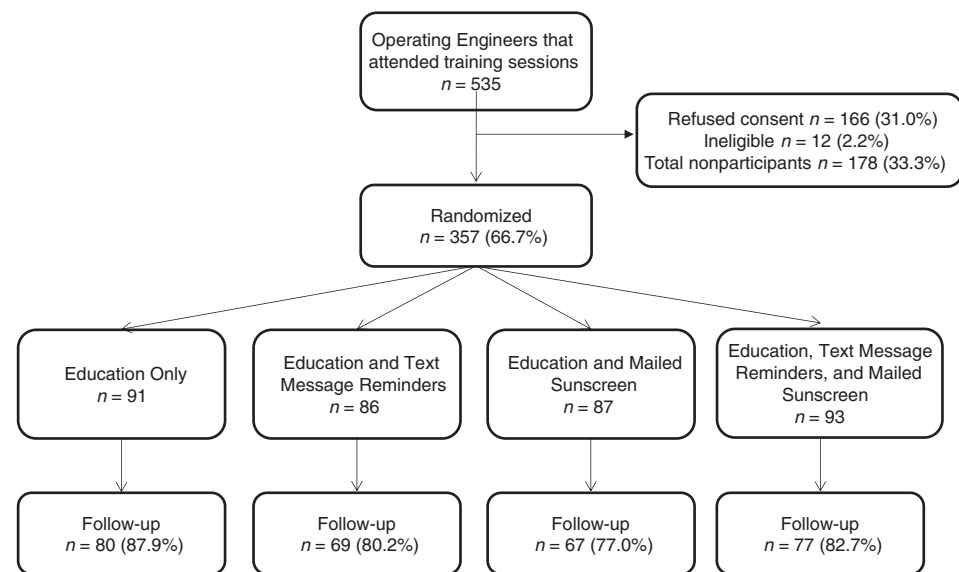 Operating Engineers that
attended training sessions
n = 535
Refused consent n = 166 (31.0%)
Ineligible n = 12 (2.2%)
Total nonparticipants n = 178 (33.3%)
Randomized
n = 357 (66.7%)
Education Only
n = 91
Education and Text
Message Reminders
n = 86
Education and Mailed
Sunscreen
n = 87
Education, Text Message
Reminders, and Mailed
Sunscreen
n = 93
Follow-up
n = 80 (87.9%)
Follow-up
n = 69 (80.2%)
Follow-up
n = 67 (77.0%)
Follow-up
n = 77 (82.7%)